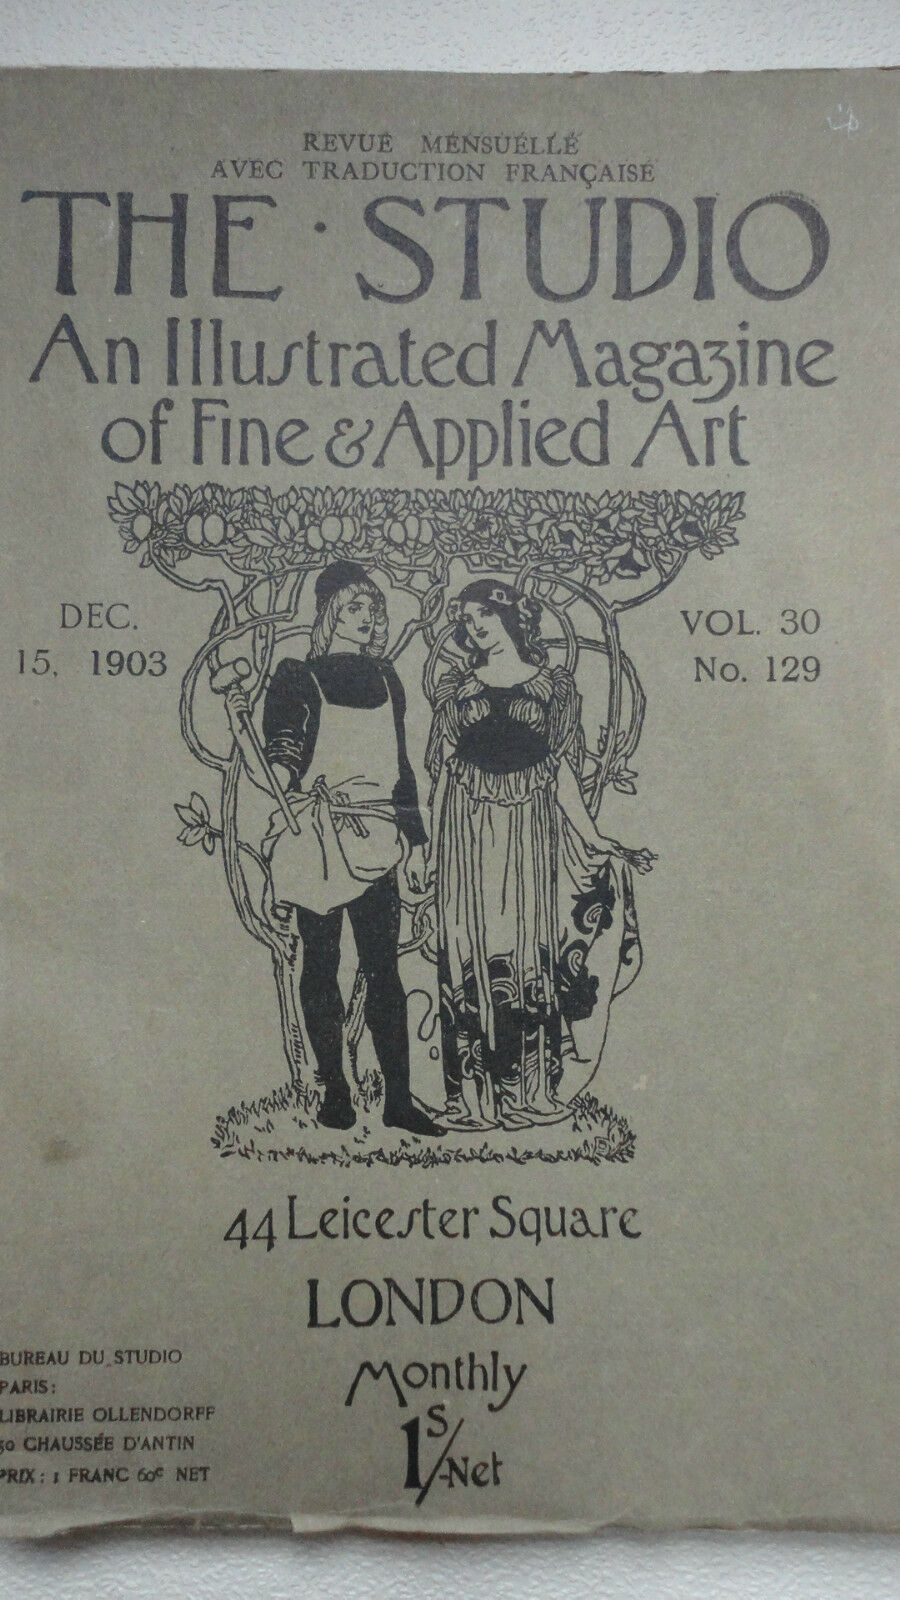 REVUE MENSUELLE
AVEC TRADUCTION FRANÇAISE
THE · STUDIO
An Illustrated Magazine
of Fine & Applied Art
DEC.
15, 1903
VOL. 30
No. 129
44 Leicester Square
LONDON
Monthly
1S/-Net
BUREAU DU STUDIO
PARIS:
LIBRAIRIE OLLENDORFF
50 CHAUSSÉE D'ANTIN
PRIX: 1 FRANC 60c NET